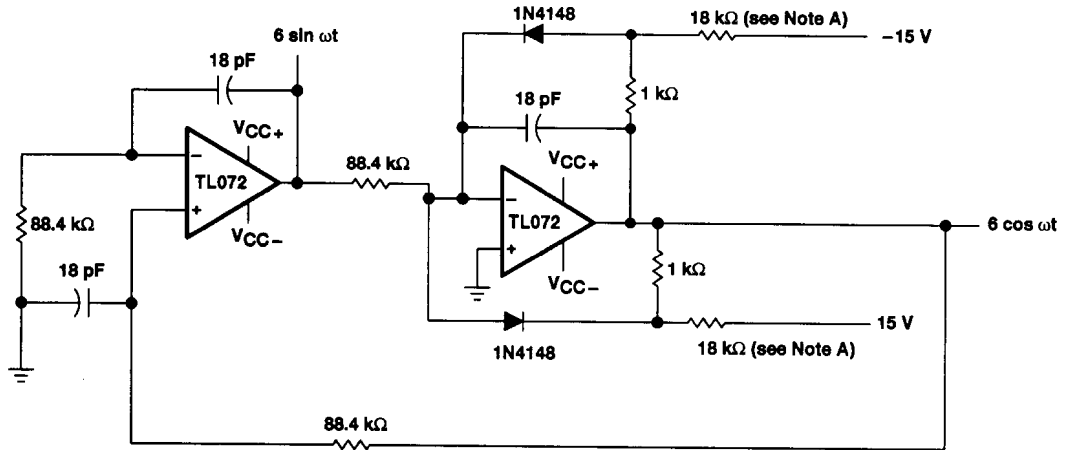 1N4148
18 kΩ (see Note A)
−15 V
6 sin ωt
18 pF
18 pF
1 kΩ
VCC+
−
TL072
+
VCC−
88.4 kΩ
VCC+
−
TL072
+
VCC−
88.4 kΩ
6 cos ωt
1 kΩ
18 pF
15 V
1N4148
18 kΩ (see Note A)
88.4 kΩ